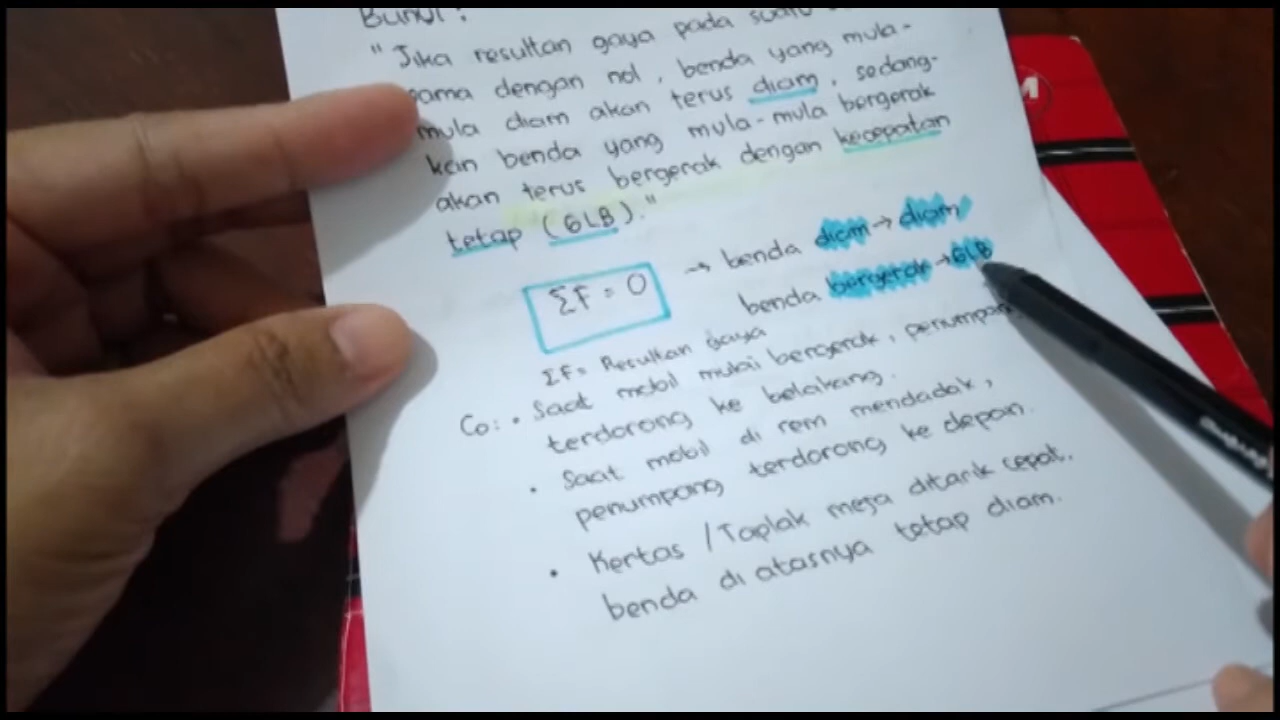 Bunyi :
"Jika resultan gaya pada suatu
sama dengan nol, benda yang mula-
mula diam akan terus diam, sedang-
kan benda yang mula-mula bergerak
akan terus bergerak dengan kecepatan
tetap (GLB)."
ΣF = 0 → benda diam → diam
benda bergerak → GLB
ΣF = Resultan gaya
Co: • Saat mobil mulai bergerak, penumpang
terdorong ke belakang.
• Saat mobil di rem mendadak,
penumpang terdorong ke depan.
• Kertas / Taplak meja ditarik cepat,
benda di atasnya tetap diam.